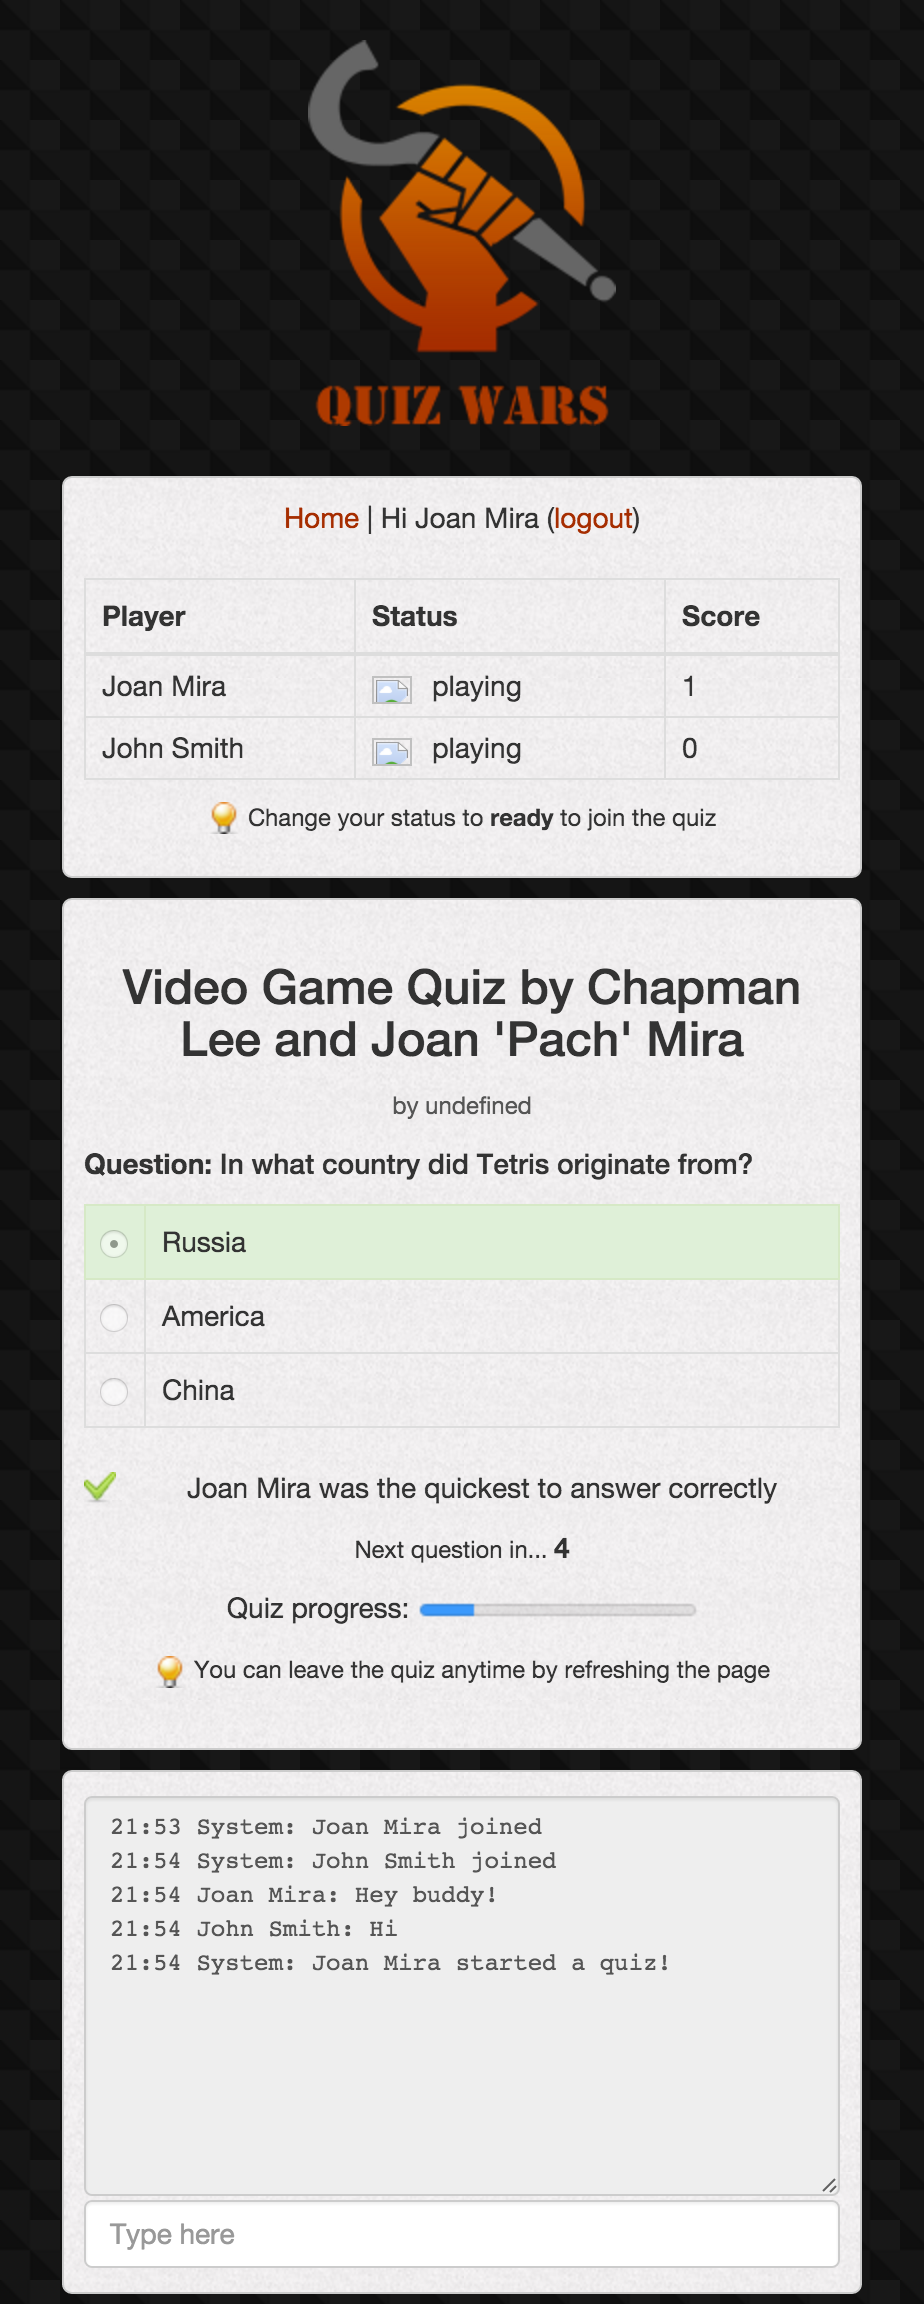 QUIZ WARS
Home | Hi Joan Mira (logout)
Player Status Score
Joan Mira playing 1
John Smith playing 0
Change your status to ready to join the quiz
Video Game Quiz by Chapman
Lee and Joan 'Pach' Mira
by undefined
Question: In what country did Tetris originate from?
Russia
America
China
Joan Mira was the quickest to answer correctly
Next question in... 4
Quiz progress:
You can leave the quiz anytime by refreshing the page
21:53 System: Joan Mira joined
21:54 System: John Smith joined
21:54 Joan Mira: Hey buddy!
21:54 John Smith: Hi
21:54 System: Joan Mira started a quiz!
Type here